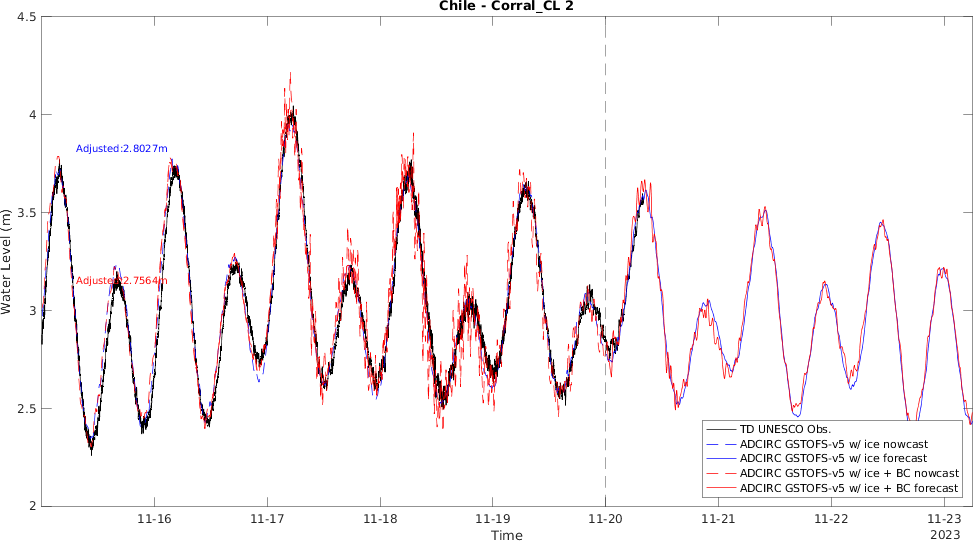 Chile - Corral_CL 2
4.5
4
3.5
3
2.5
2
Water Level (m)
Adjusted:2.8027m
Adjusted:2.7564m
TD UNESCO Obs.
ADCIRC GSTOFS-v5 w/ ice nowcast
ADCIRC GSTOFS-v5 w/ ice forecast
ADCIRC GSTOFS-v5 w/ ice + BC nowcast
ADCIRC GSTOFS-v5 w/ ice + BC forecast
11-16
11-17
11-18
11-19
11-20
11-21
11-22
11-23
2023
Time